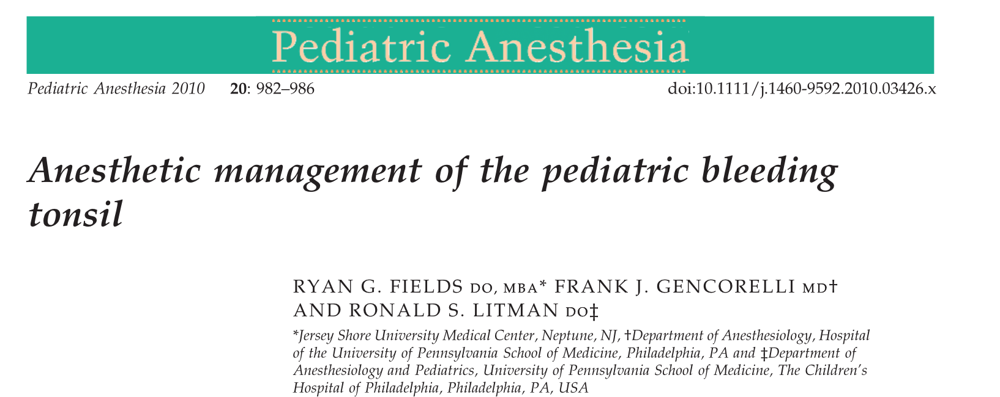 Pediatric Anesthesia
Pediatric Anesthesia 2010 20: 982–986 doi:10.1111/j.1460-9592.2010.03426.x
Anesthetic management of the pediatric bleeding
tonsil
RYAN G. FIELDS DO, MBA* FRANK J. GENCORELLI MD†
AND RONALD S. LITMAN DO‡
*Jersey Shore University Medical Center, Neptune, NJ, †Department of Anesthesiology, Hospital
of the University of Pennsylvania School of Medicine, Philadelphia, PA and ‡Department of
Anesthesiology and Pediatrics, University of Pennsylvania School of Medicine, The Children's
Hospital of Philadelphia, Philadelphia, PA, USA